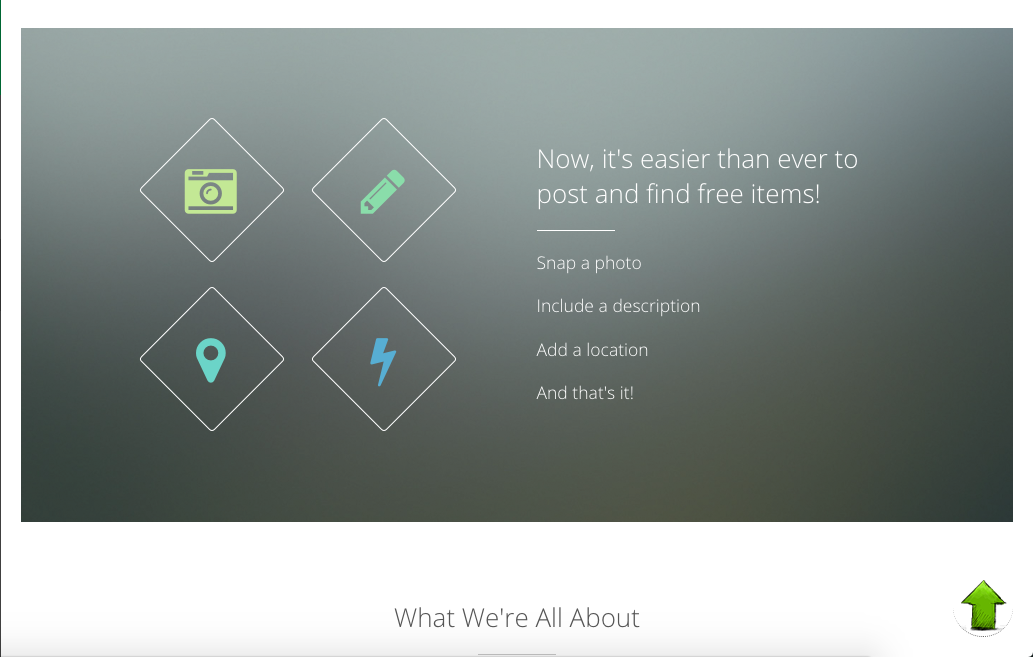 Now, it's easier than ever to
post and find free items!
Snap a photo
Include a description
Add a location
And that's it!
What We're All About